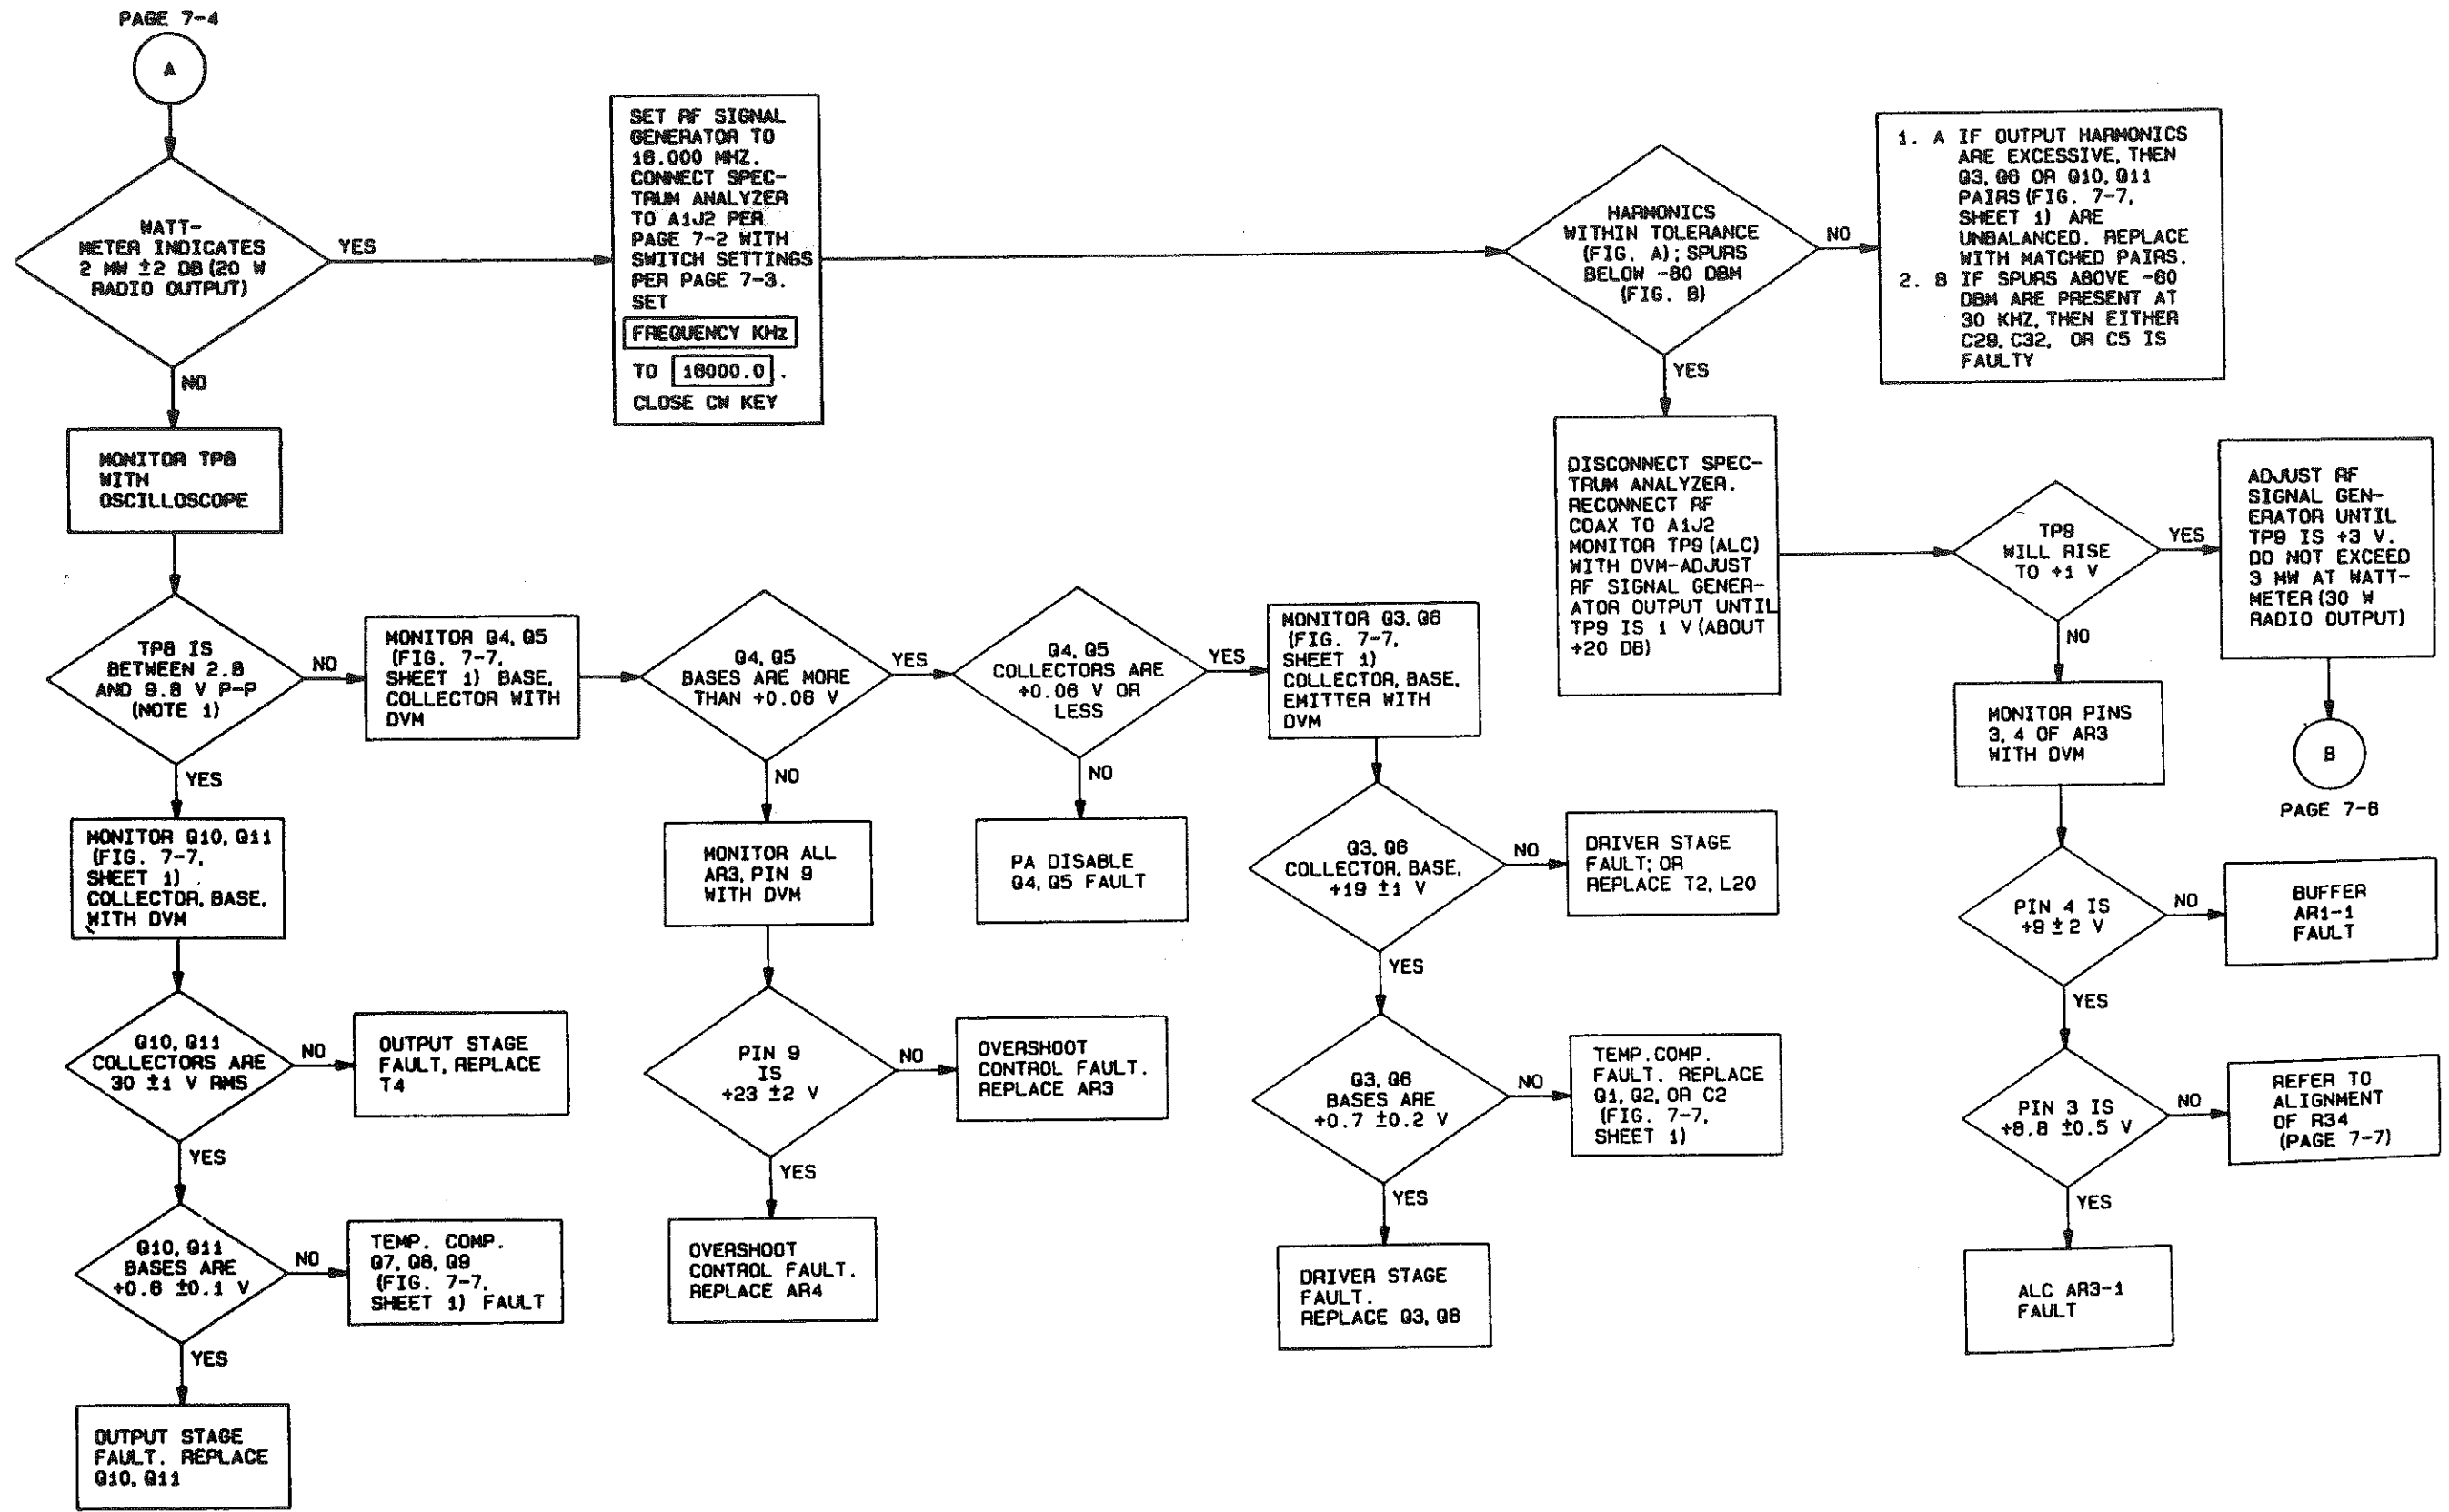 PAGE 7-4
A
WATT-
METER INDICATES
2 MW ±2 DB (20 W
RADIO OUTPUT)
YES
NO
SET RF SIGNAL
GENERATOR TO
16.000 MHZ.
CONNECT SPEC-
TRUM ANALYZER
TO A1J2 PER
PAGE 7-2 WITH
SWITCH SETTINGS
PER PAGE 7-3.
SET
FREQUENCY KHz
TO 16000.0 .
CLOSE CW KEY
HARMONICS
WITHIN TOLERANCE
(FIG. A); SPURS
BELOW -60 DBM
(FIG. B)
NO
YES
1. A IF OUTPUT HARMONICS
ARE EXCESSIVE, THEN
Q3, Q6 OR Q10, Q11
PAIRS (FIG. 7-7,
SHEET 1) ARE
UNBALANCED. REPLACE
WITH MATCHED PAIRS.
2. B IF SPURS ABOVE -60
DBM ARE PRESENT AT
30 KHZ, THEN EITHER
C29, C32, OR C5 IS
FAULTY
MONITOR TP8
WITH
OSCILLOSCOPE
TP8 IS
BETWEEN 2.8
AND 9.8 V P-P
(NOTE 1)
NO
YES
MONITOR Q4, Q5
(FIG. 7-7,
SHEET 1) BASE,
COLLECTOR WITH
DVM
Q4, Q5
BASES ARE MORE
THAN +0.06 V
YES
NO
Q4, Q5
COLLECTORS ARE
+0.06 V OR
LESS
YES
NO
MONITOR Q3, Q6
(FIG. 7-7,
SHEET 1)
COLLECTOR, BASE,
EMITTER WITH
DVM
DISCONNECT SPEC-
TRUM ANALYZER.
RECONNECT RF
COAX TO A1J2
MONITOR TP9 (ALC)
WITH DVM-ADJUST
RF SIGNAL GENER-
ATOR OUTPUT UNTIL
TP9 IS 1 V (ABOUT
+20 DB)
TP9
WILL RISE
TO +1 V
YES
NO
ADJUST RF
SIGNAL GEN-
ERATOR UNTIL
TP9 IS +3 V.
DO NOT EXCEED
3 MW AT WATT-
METER (30 W
RADIO OUTPUT)
B
PAGE 7-6
MONITOR PINS
3, 4 OF AR3
WITH DVM
MONITOR Q10, Q11
(FIG. 7-7,
SHEET 1)
COLLECTOR, BASE,
WITH DVM
MONITOR ALL
AR3, PIN 9
WITH DVM
PA DISABLE
Q4, Q5 FAULT
Q3, Q6
COLLECTOR, BASE,
+19 ±1 V
NO
YES
DRIVER STAGE
FAULT; OR
REPLACE T2, L20
PIN 4 IS
+9 ± 2 V
NO
YES
BUFFER
AR1-1
FAULT
Q10, Q11
COLLECTORS ARE
30 ±1 V RMS
NO
YES
OUTPUT STAGE
FAULT, REPLACE
T4
PIN 9
IS
+23 ±2 V
NO
YES
OVERSHOOT
CONTROL FAULT.
REPLACE AR3
Q3, Q6
BASES ARE
+0.7 ±0.2 V
NO
YES
TEMP.COMP.
FAULT. REPLACE
Q1, Q2, OR C2
(FIG. 7-7,
SHEET 1)
PIN 3 IS
+8.8 ±0.5 V
NO
YES
REFER TO
ALIGNMENT
OF R34
(PAGE 7-7)
Q10, Q11
BASES ARE
+0.6 ±0.1 V
NO
YES
TEMP. COMP.
Q7, Q8, Q9
(FIG. 7-7,
SHEET 1) FAULT
OVERSHOOT
CONTROL FAULT.
REPLACE AR4
DRIVER STAGE
FAULT.
REPLACE Q3, Q6
ALC AR3-1
FAULT
OUTPUT STAGE
FAULT. REPLACE
Q10, Q11